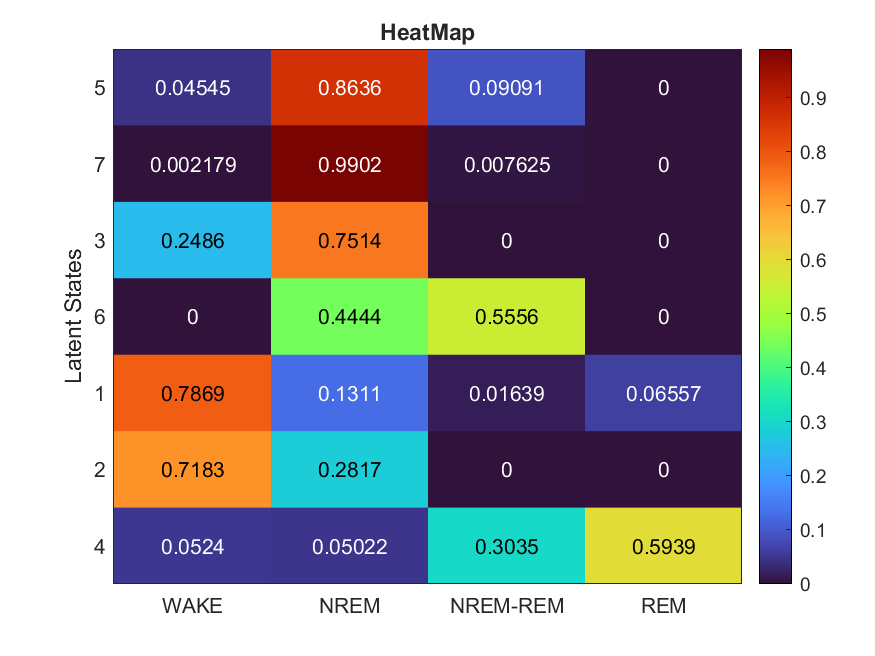 HeatMap
Latent States
5 0.04545 0.8636 0.09091 0
7 0.002179 0.9902 0.007625 0
3 0.2486 0.7514 0 0
6 0 0.4444 0.5556 0
1 0.7869 0.1311 0.01639 0.06557
2 0.7183 0.2817 0 0
4 0.0524 0.05022 0.3035 0.5939
WAKE NREM NREM-REM REM
0.9
0.8
0.7
0.6
0.5
0.4
0.3
0.2
0.1
0